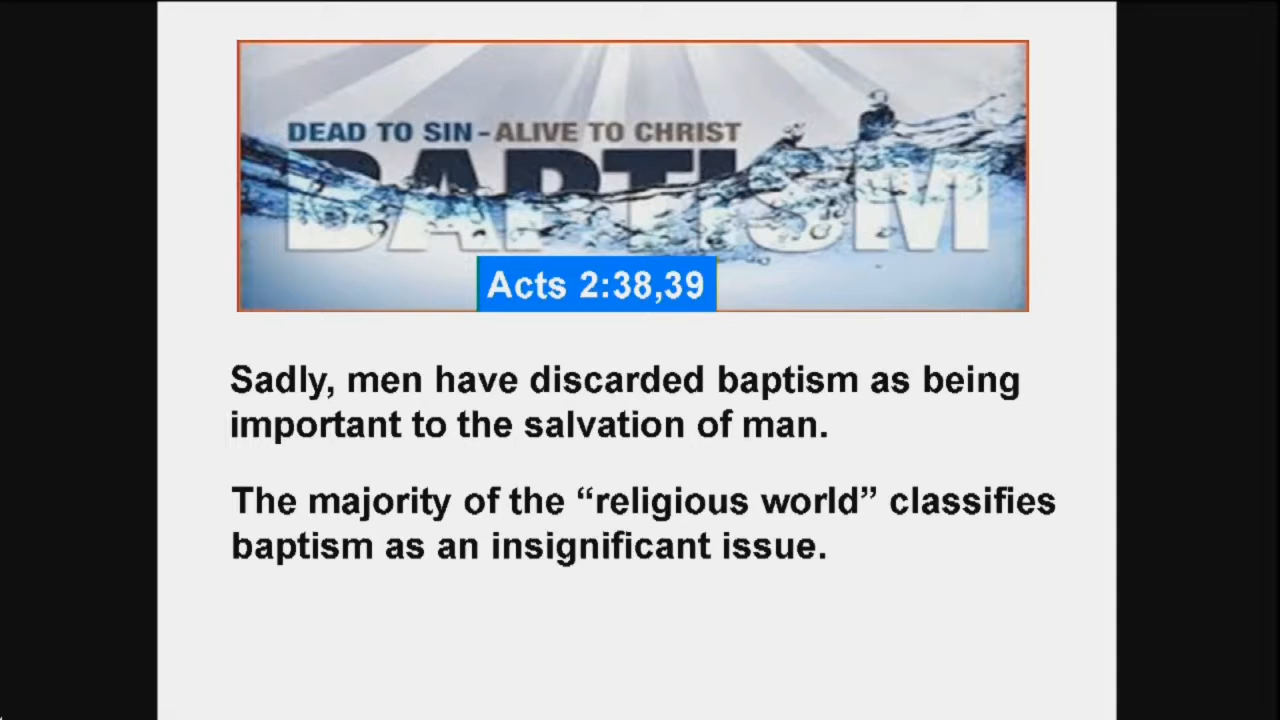 DEAD TO SIN - ALIVE TO CHRIST
BAPTISM
Acts 2:38,39
Sadly, men have discarded baptism as being
important to the salvation of man.
The majority of the “religious world” classifies
baptism as an insignificant issue.